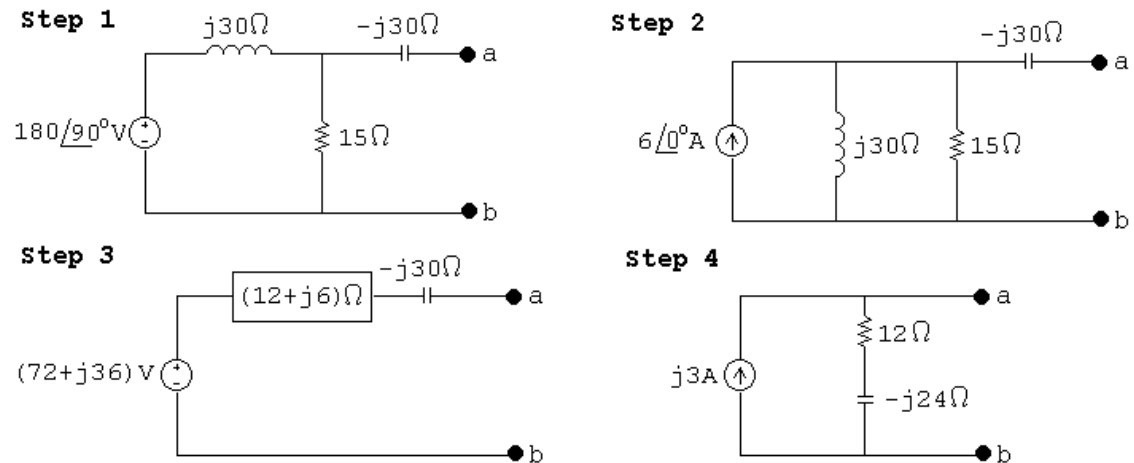 Step 1
j30Ω
-j30Ω
a
180/90°V
15Ω
b
Step 2
-j30Ω
a
6/0°A
j30Ω
15Ω
b
Step 3
-j30Ω
(12+j6)Ω
a
(72+j36)V
b
Step 4
a
12Ω
j3A
-j24Ω
b